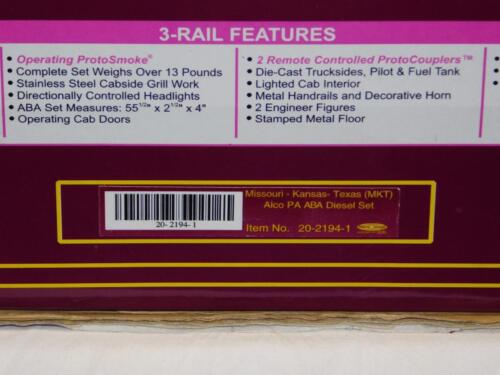 3-RAIL FEATURES
• Operating ProtoSmoke®
• Complete Set Weighs Over 13 Pounds
Stainless Steel Cabside Grill Work
• Directionally Controlled Headlights
• ABA Set Measures: 55 1/2" x 2 1/2" x 4"
• Operating Cab Doors
• 2 Remote Controlled ProtoCouplers™
• Die-Cast Trucksides, Pilot & Fuel Tank
• Lighted Cab Interior
• Metal Handrails and Decorative Horn
• 2 Engineer Figures
• Stamped Metal Floor
Missouri - Kansas- Texas (MKT)
Alco PA ABA Diesel Set
20-2194-1
Item No. 20-2194-1